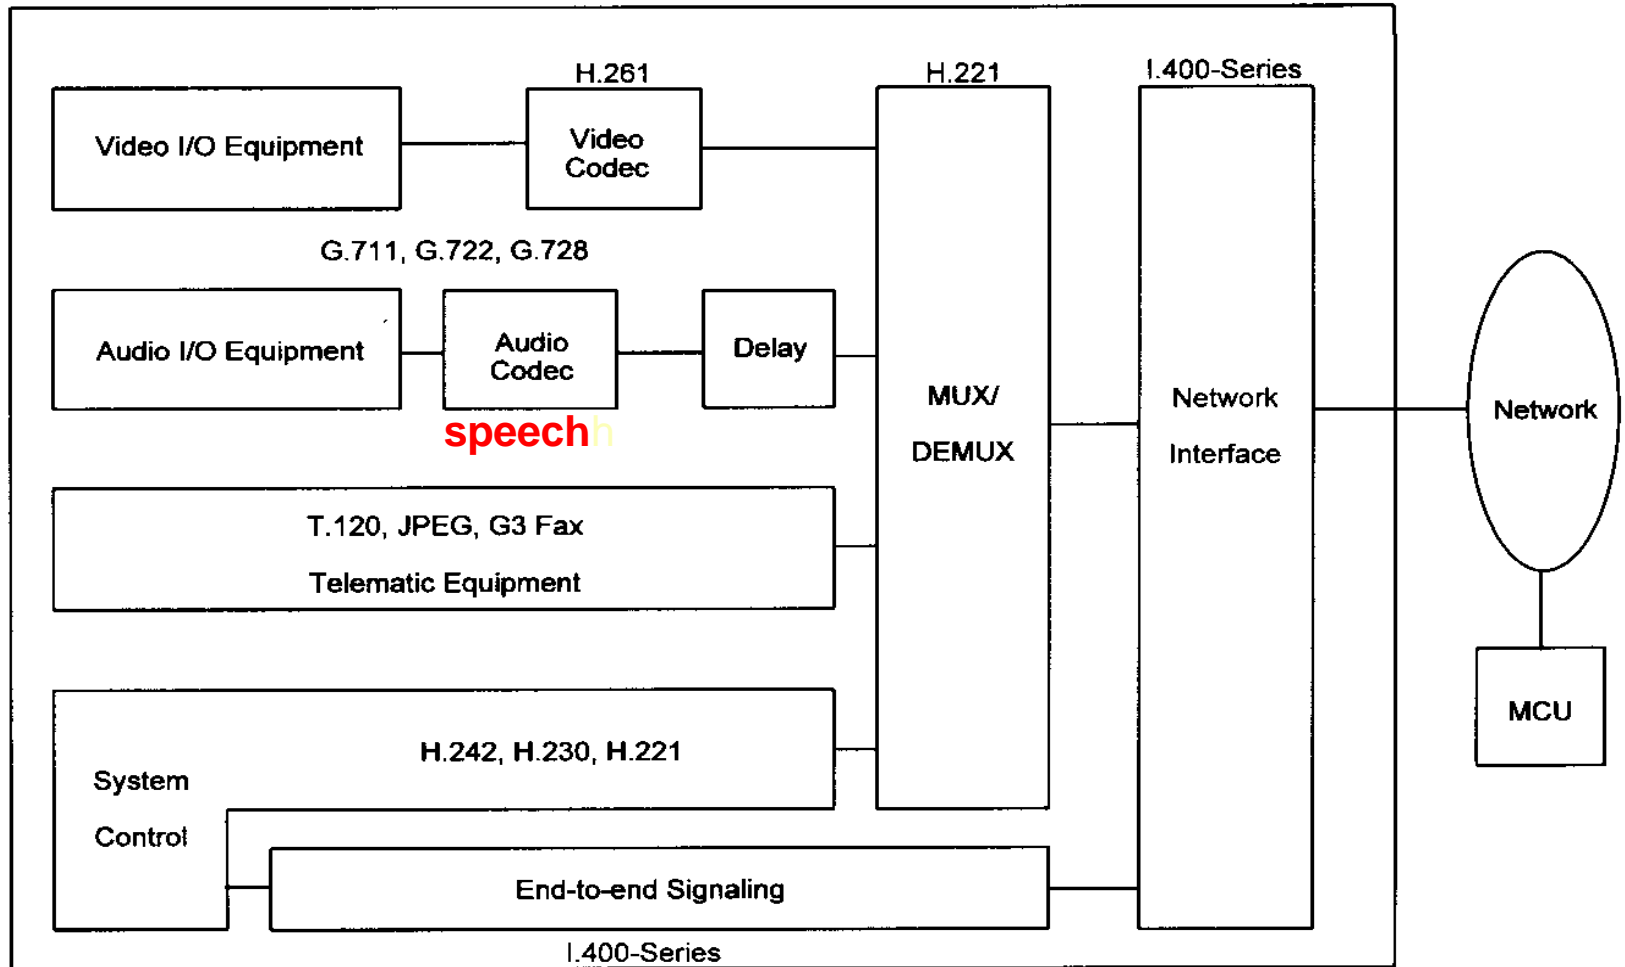 H.261
H.221
I.400-Series
Video I/O Equipment
Video
Codec
G.711, G.722, G.728
Audio I/O Equipment
Audio
Codec
Delay
speechh
MUX/
DEMUX
Network
Interface
Network
T.120, JPEG, G3 Fax
Telematic Equipment
H.242, H.230, H.221
System
Control
MCU
End-to-end Signaling
I.400-Series